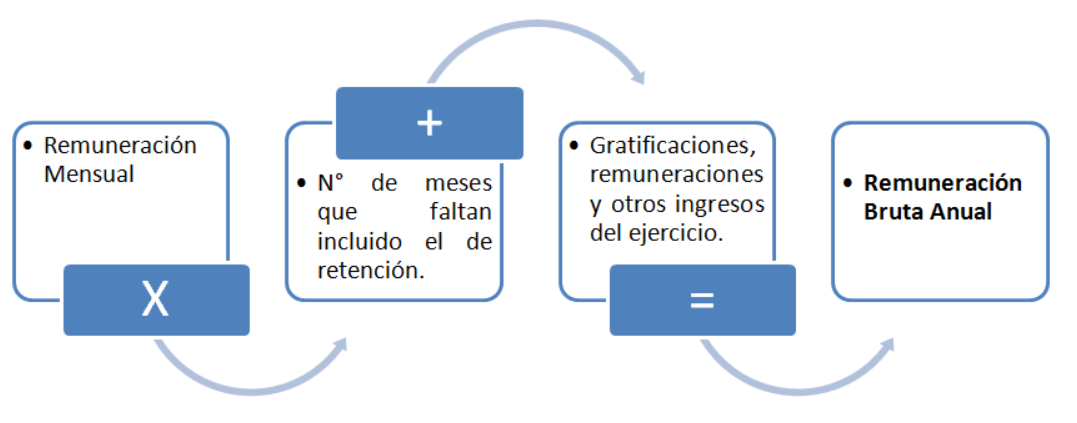 • Remuneración
Mensual
X
+
• N° de meses
que faltan
incluido el de
retención.
• Gratificaciones,
remuneraciones
y otros ingresos
del ejercicio.
=
• Remuneración
Bruta Anual